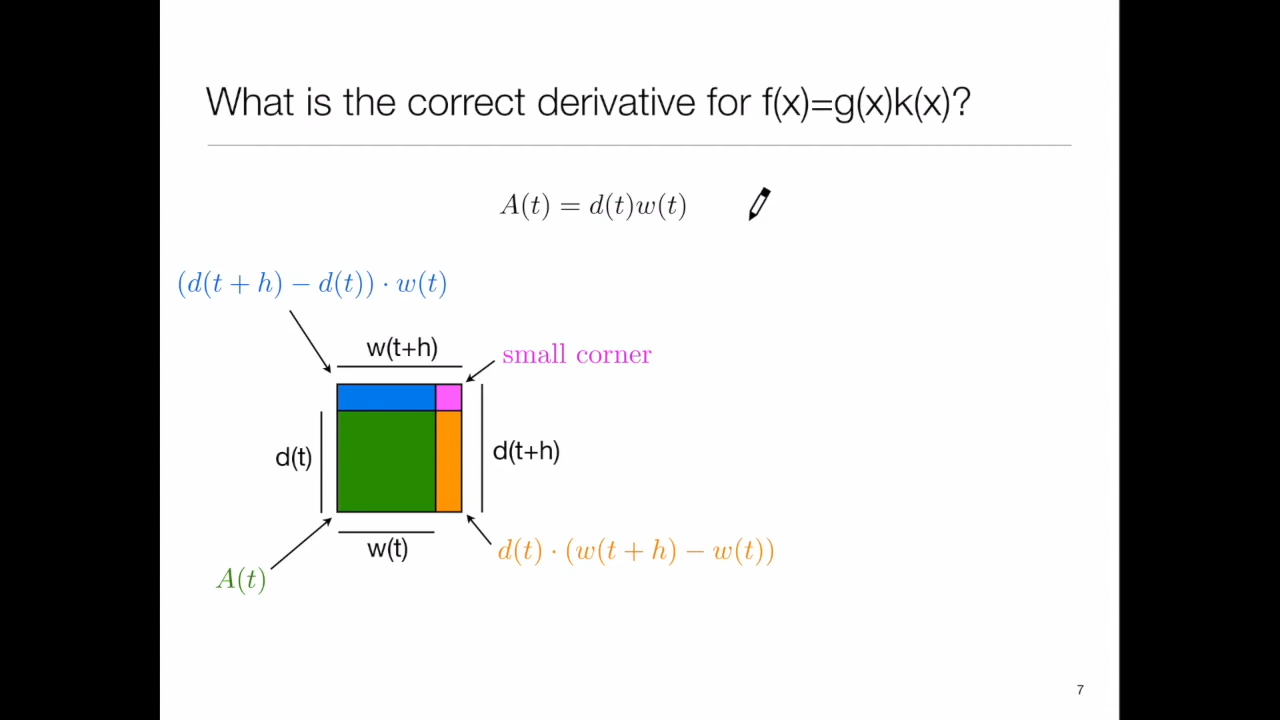 What is the correct derivative for f(x)=g(x)k(x)?
A(t) = d(t)w(t)
(d(t + h) − d(t)) · w(t)
w(t+h)
small corner
d(t)
d(t+h)
w(t)
d(t) · (w(t + h) − w(t))
A(t)
7